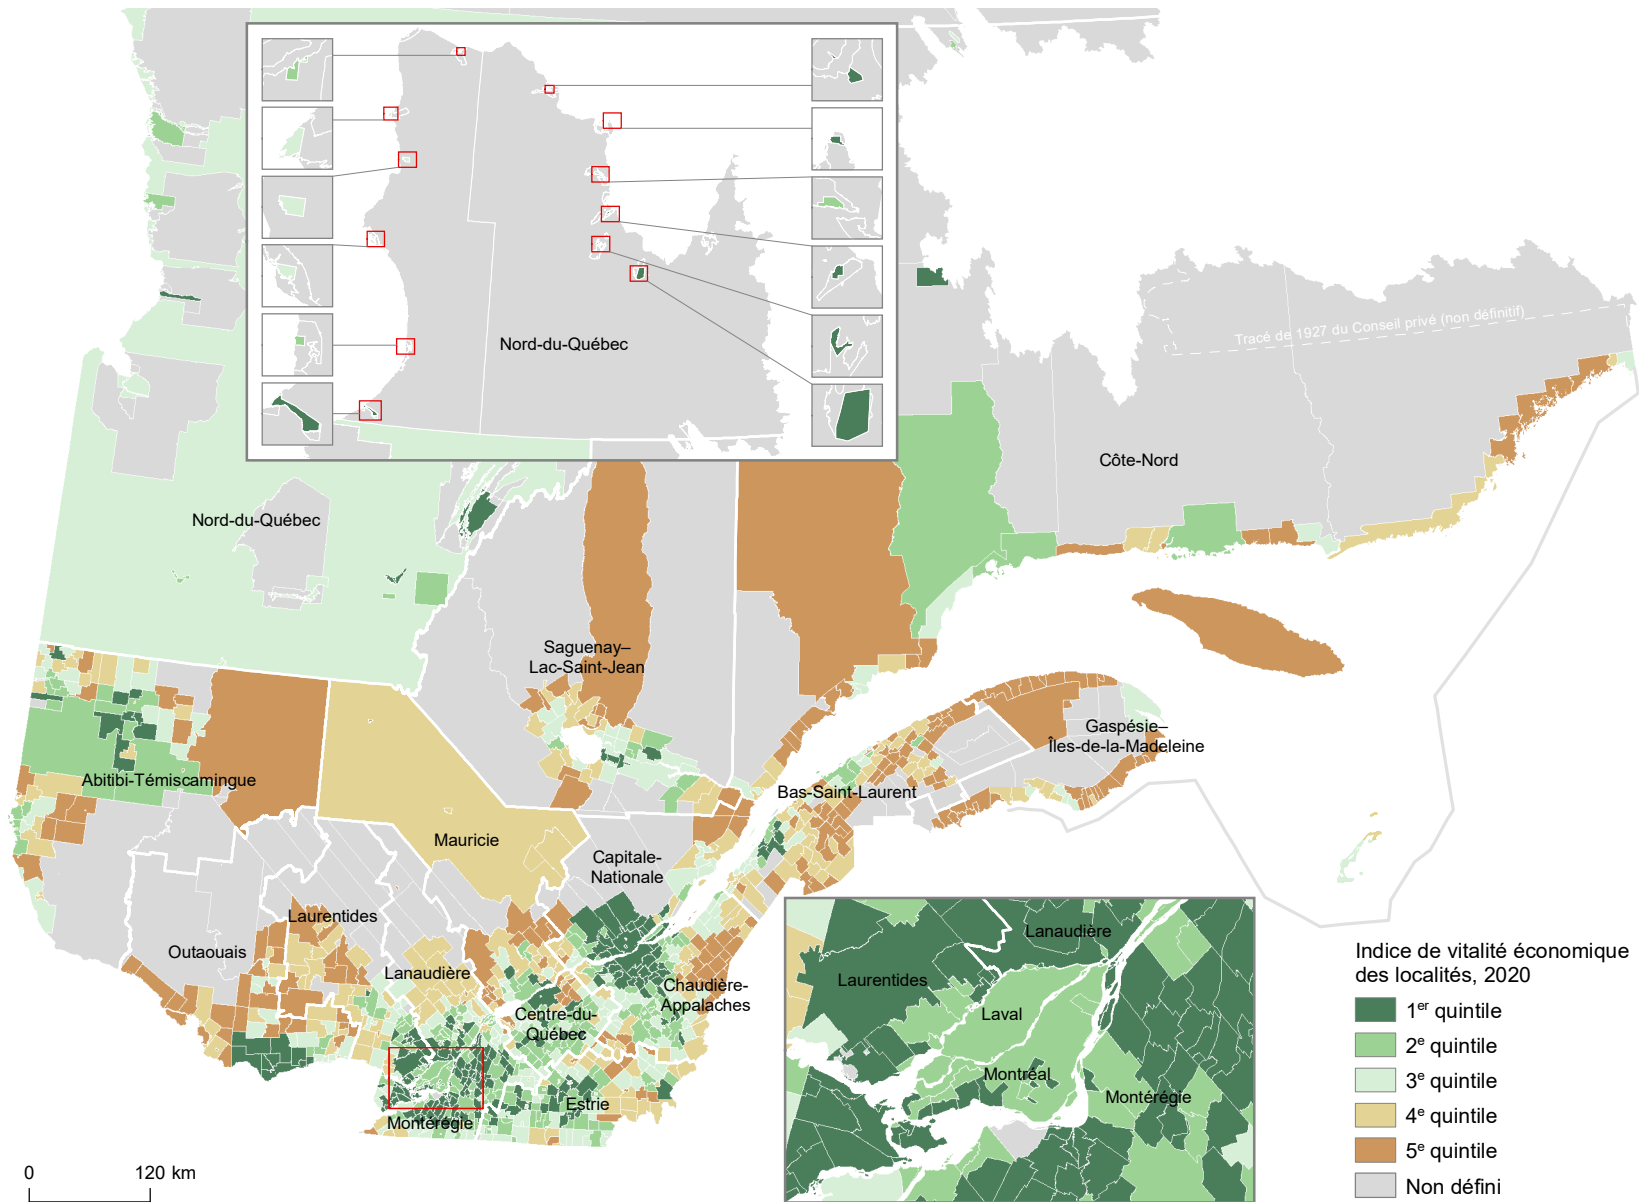 Nord-du-Québec
Tracé de 1927 du Conseil privé (non définitif)
Côte-Nord
Nord-du-Québec
Saguenay–
Lac-Saint-Jean
Gaspésie–
Îles-de-la-Madeleine
Abitibi-Témiscamingue
Bas-Saint-Laurent
Mauricie
Capitale-
Nationale
Laurentides
Outaouais
Lanaudière
Chaudière-
Appalaches
Centre-du-
Québec
Estrie
Montérégie
Lanaudière
Laurentides
Laval
Montréal
Montérégie
Indice de vitalité économique
des localités, 2020
1er quintile
2e quintile
3e quintile
4e quintile
5e quintile
Non défini
0 120 km